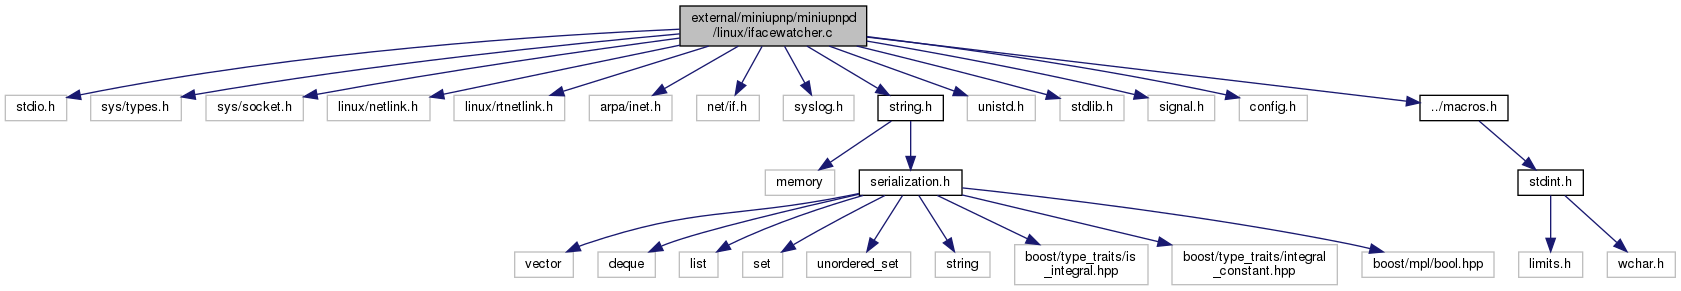 external/miniupnp/miniupnpd
/linux/ifacewatcher.c
stdio.h
sys/types.h
sys/socket.h
linux/netlink.h
linux/rtnetlink.h
arpa/inet.h
net/if.h
syslog.h
string.h
unistd.h
stdlib.h
signal.h
config.h
../macros.h
memory
serialization.h
stdint.h
vector
deque
list
set
unordered_set
string
boost/type_traits/is
_integral.hpp
boost/type_traits/integral
_constant.hpp
boost/mpl/bool.hpp
limits.h
wchar.h